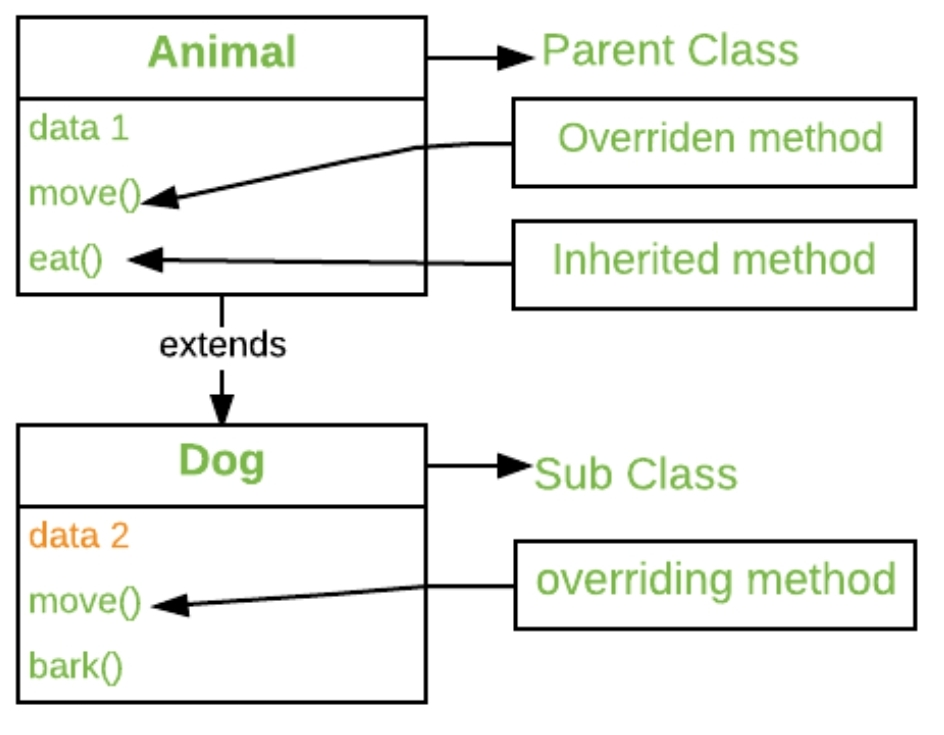 Animal
Parent Class
data 1
Overriden method
move()
eat()
Inherited method
extends
Dog
Sub Class
data 2
move()
overriding method
bark()